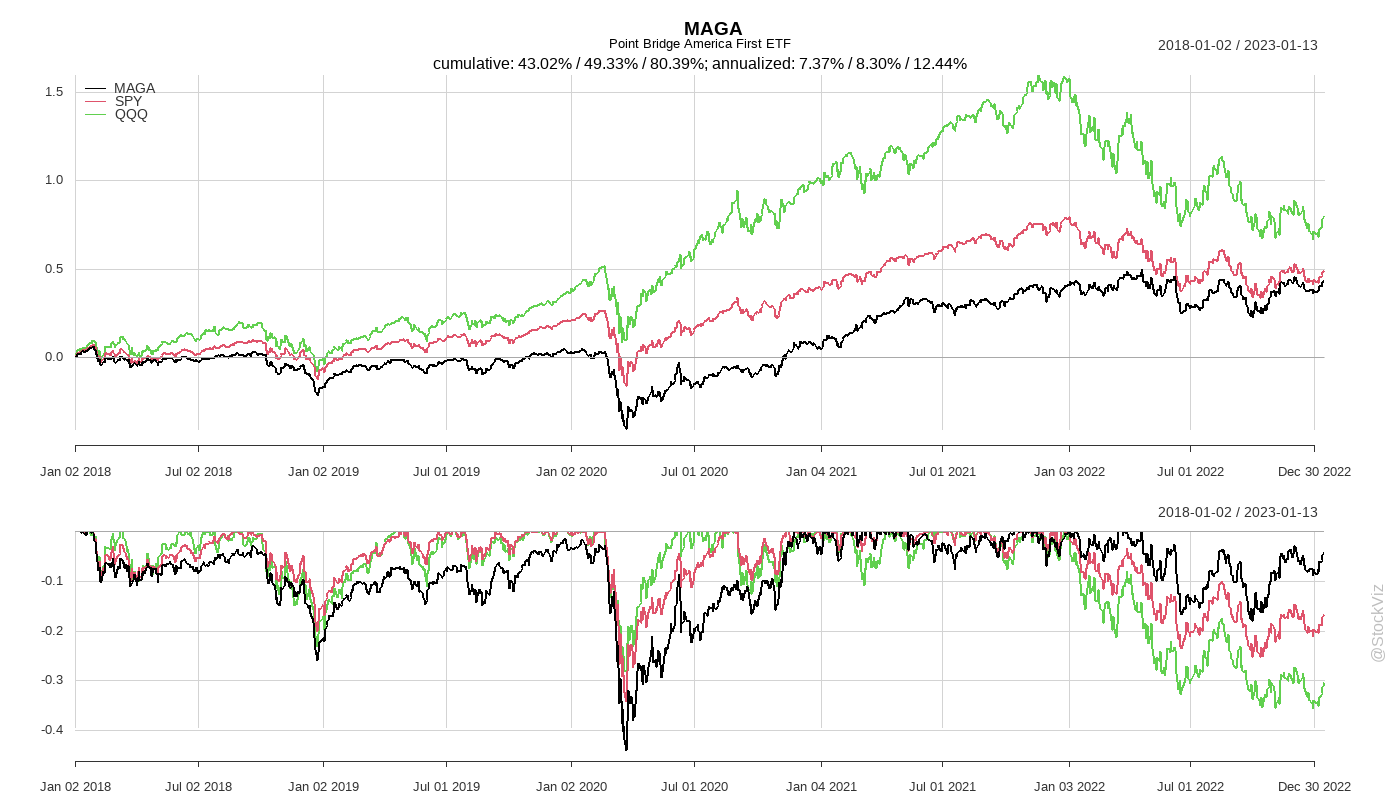 MAGA
Point Bridge America First ETF
2018-01-02 / 2023-01-13
cumulative: 43.02% / 49.33% / 80.39%; annualized: 7.37% / 8.30% / 12.44%
MAGA
SPY
QQQ
1.5
1.0
0.5
0.0
Jan 02 2018 Jul 02 2018 Jan 02 2019 Jul 01 2019 Jan 02 2020 Jul 01 2020 Jan 04 2021 Jul 01 2021 Jan 03 2022 Jul 01 2022 Dec 30 2022
2018-01-02 / 2023-01-13
-0.1
-0.2
-0.3
-0.4
Jan 02 2018 Jul 02 2018 Jan 02 2019 Jul 01 2019 Jan 02 2020 Jul 01 2020 Jan 04 2021 Jul 01 2021 Jan 03 2022 Jul 01 2022 Dec 30 2022
@StockViz